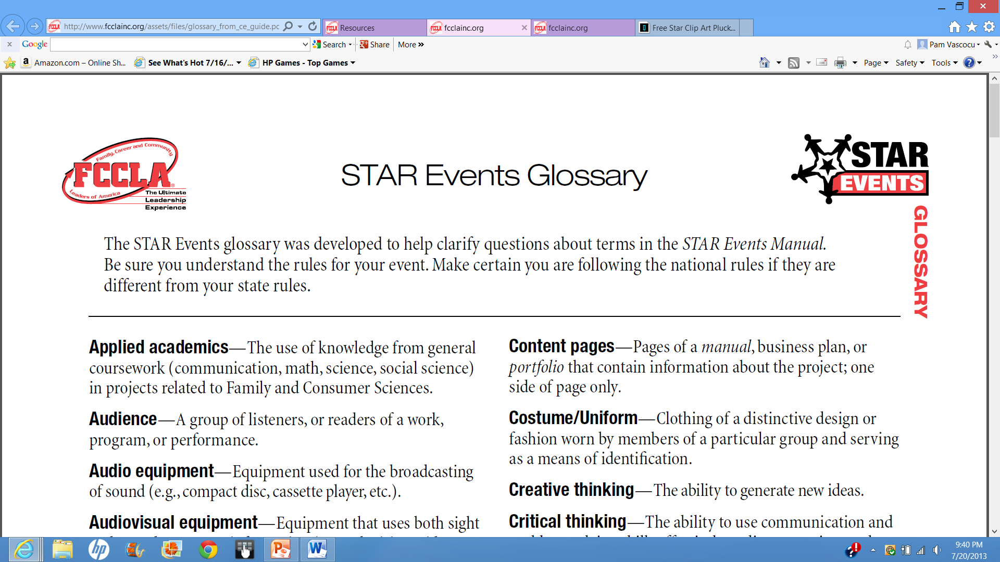 http://www.fcclainc.org/assets/files/glossary_from_ce_guide.pc
Resources
fcclainc.org
fcclainc.org
Free Star Clip Art Pluck...
Google
Search
Share
More »
Pam Vascocu
Amazon.com – Online Sh...
See What's Hot 7/16/...
HP Games - Top Games
Page
Safety
Tools
Family, Career and Community
FCCLA
Leaders of America
The Ultimate
Leadership
Experience
STAR Events Glossary
STAR
EVENTS
GLOSSARY
The STAR Events glossary was developed to help clarify questions about terms in the STAR Events Manual.
Be sure you understand the rules for your event. Make certain you are following the national rules if they are
different from your state rules.
Applied academics—The use of knowledge from general
coursework (communication, math, science, social science)
in projects related to Family and Consumer Sciences.
Audience—A group of listeners, or readers of a work,
program, or performance.
Audio equipment—Equipment used for the broadcasting
of sound (e.g., compact disc, cassette player, etc.).
Audiovisual equipment—Equipment that uses both sight
Content pages—Pages of a manual, business plan, or
portfolio that contain information about the project; one
side of page only.
Costume/Uniform—Clothing of a distinctive design or
fashion worn by members of a particular group and serving
as a means of identification.
Creative thinking—The ability to generate new ideas.
Critical thinking—The ability to use communication and
9:40 PM
7/20/2013